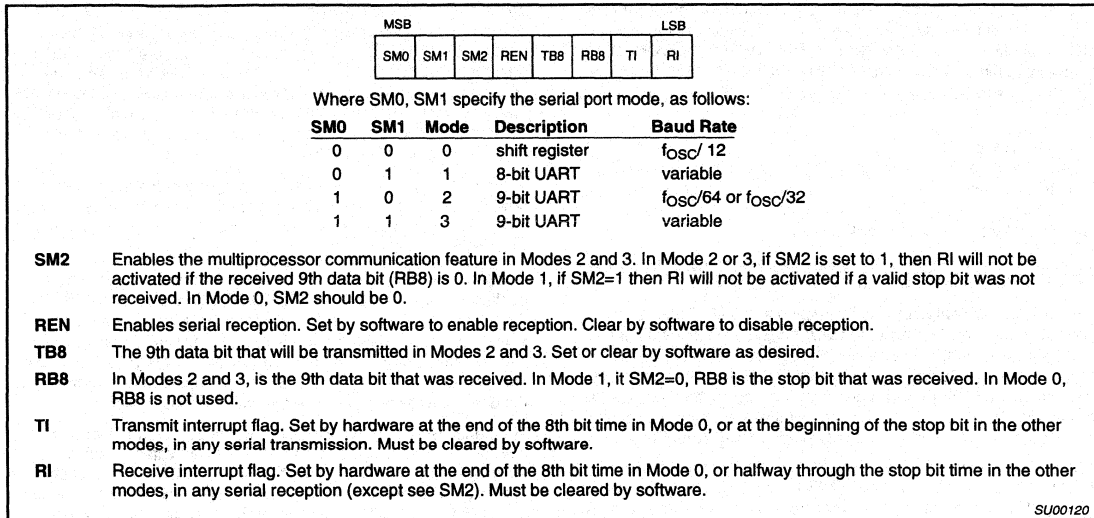 MSB LSB
SM0 SM1 SM2 REN TB8 RB8 TI RI
Where SM0, SM1 specify the serial port mode, as follows:
SM0 SM1 Mode Description Baud Rate
0 0 0 shift register fOSC/ 12
0 1 1 8-bit UART variable
1 0 2 9-bit UART fOSC/64 or fOSC/32
1 1 3 9-bit UART variable
SM2 Enables the multiprocessor communication feature in Modes 2 and 3. In Mode 2 or 3, if SM2 is set to 1, then RI will not be
activated if the received 9th data bit (RB8) is 0. In Mode 1, if SM2=1 then RI will not be activated if a valid stop bit was not
received. In Mode 0, SM2 should be 0.
REN Enables serial reception. Set by software to enable reception. Clear by software to disable reception.
TB8 The 9th data bit that will be transmitted in Modes 2 and 3. Set or clear by software as desired.
RB8 In Modes 2 and 3, is the 9th data bit that was received. In Mode 1, it SM2=0, RB8 is the stop bit that was received. In Mode 0,
RB8 is not used.
TI Transmit interrupt flag. Set by hardware at the end of the 8th bit time in Mode 0, or at the beginning of the stop bit in the other
modes, in any serial transmission. Must be cleared by software.
RI Receive interrupt flag. Set by hardware at the end of the 8th bit time in Mode 0, or halfway through the stop bit time in the other
modes, in any serial reception (except see SM2). Must be cleared by software.
SU00120